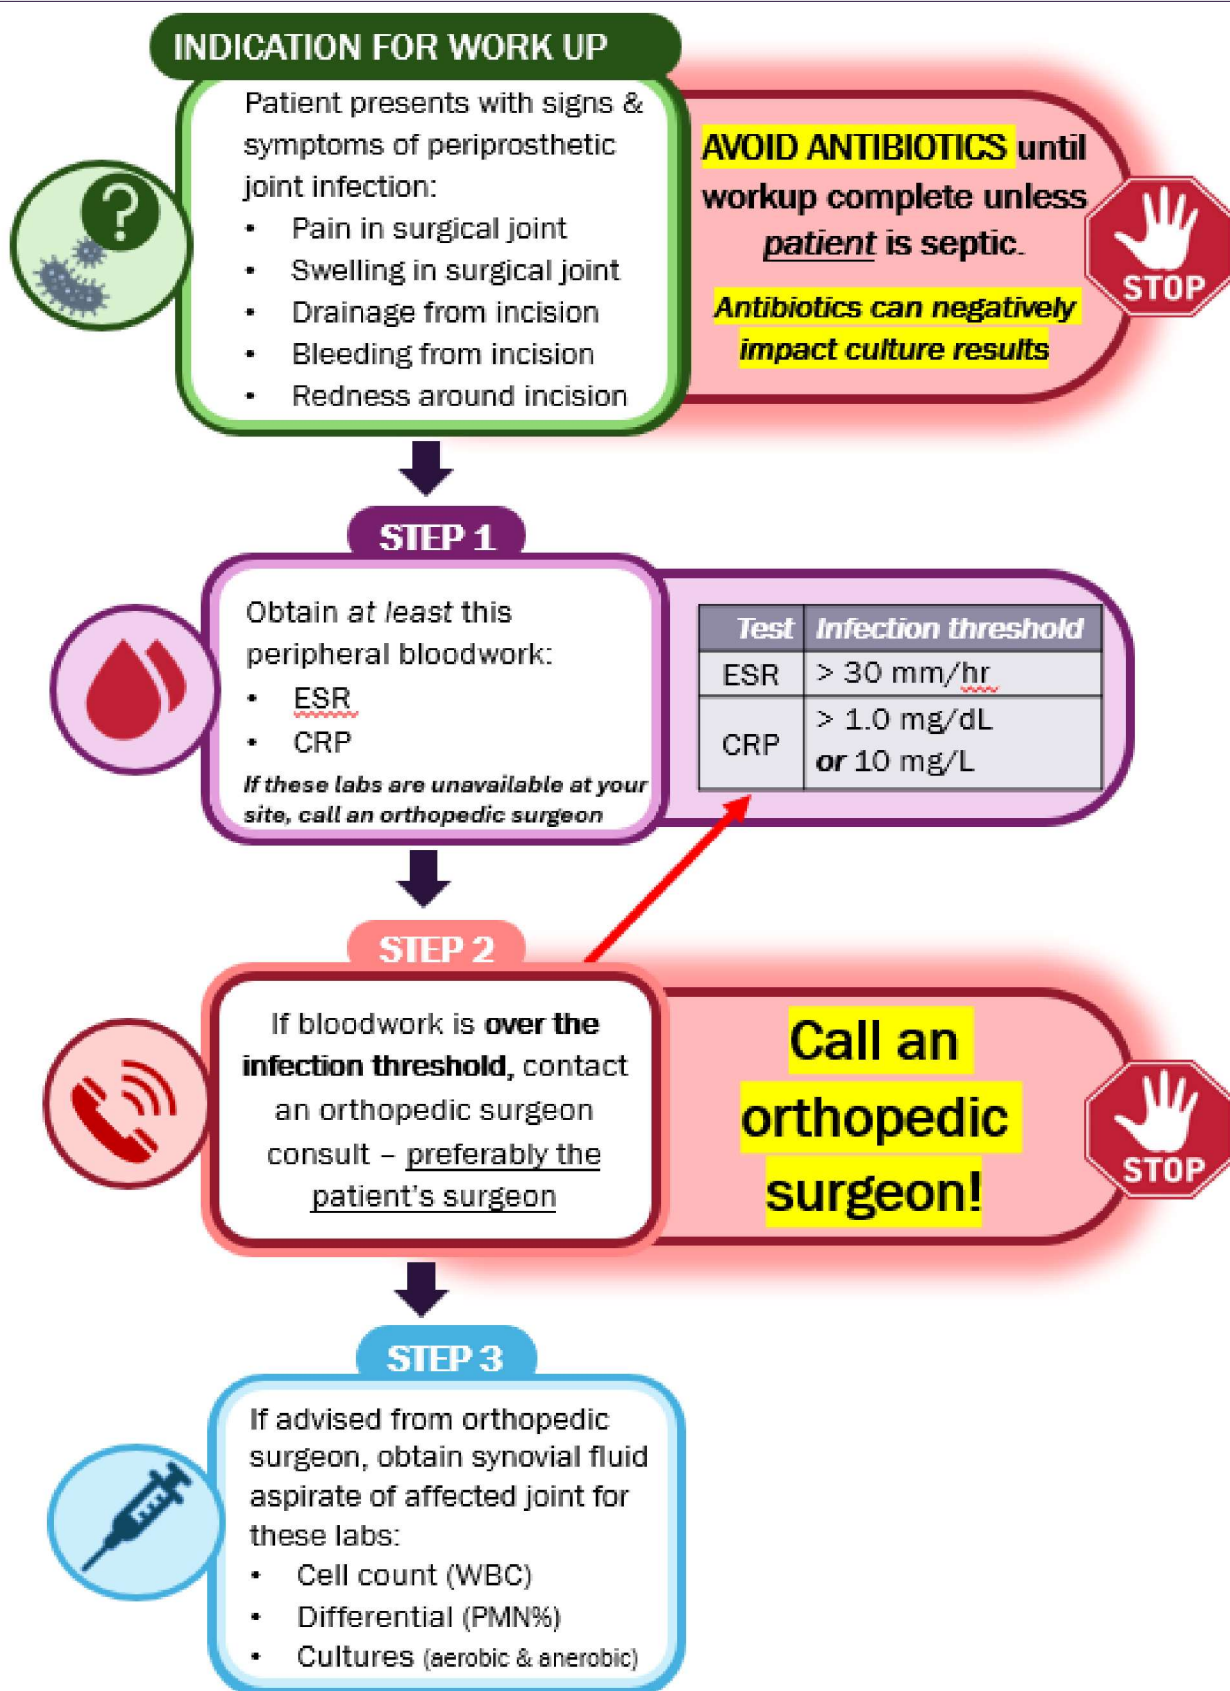 INDICATION FOR WORK UP
Patient presents with signs &
symptoms of periprosthetic
joint infection:
• Pain in surgical joint
• Swelling in surgical joint
• Drainage from incision
• Bleeding from incision
• Redness around incision
?
AVOID ANTIBIOTICS until
workup complete unless
patient is septic.
Antibiotics can negatively
impact culture results
STOP
STEP 1
Obtain at least this
peripheral bloodwork:
• ESR
• CRP
If these labs are unavailable at your
site, call an orthopedic surgeon
Test Infection threshold
ESR > 30 mm/hr
CRP > 1.0 mg/dL
or 10 mg/L
STEP 2
If bloodwork is over the
infection threshold, contact
an orthopedic surgeon
consult – preferably the
patient's surgeon
Call an
orthopedic
surgeon!
STOP
STEP 3
If advised from orthopedic
surgeon, obtain synovial fluid
aspirate of affected joint for
these labs:
• Cell count (WBC)
• Differential (PMN%)
• Cultures (aerobic & anerobic)